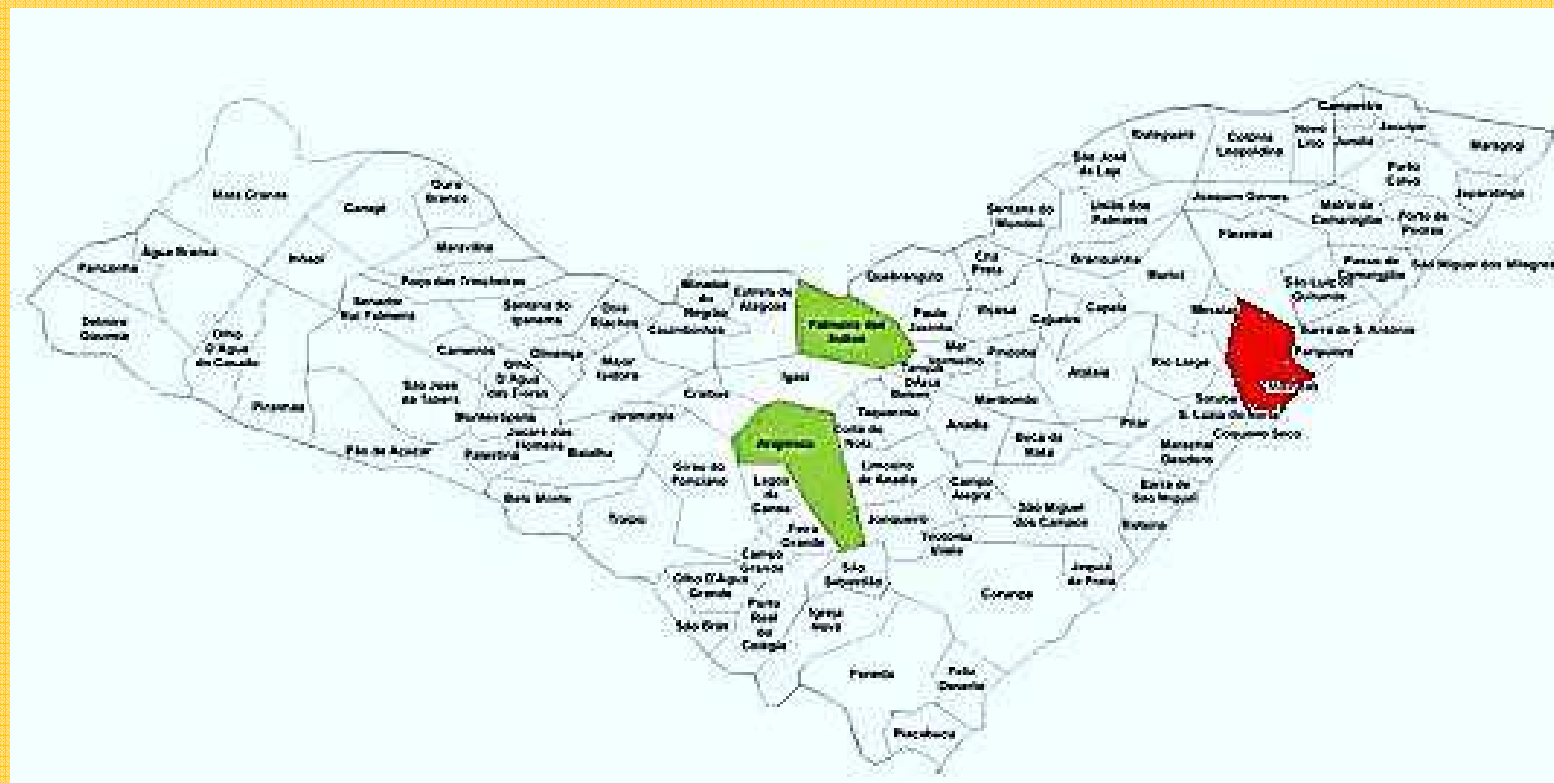 Campestre
Novo
Lino
Jacuípe
Colonia
Leopoldina
Jundiá
Maragogi
São José
da Laje
Porto
Calvo
Japaratinga
Mata Grande
Ouro
Branco
Canapi
Joaquim Gomes
União dos
Palmares
Matriz de
Camaragibe
Porto de
Pedras
Santana do
Mundaú
Flexeiras
Maravilha
Água Branca
Inhapi
Pariconha
Chã
Preta
Branquinha
São Miguel dos Milagres
Quebrangulo
Murici
Poço das Trincheiras
São Luiz do
Quitunde
Senador
Rui Palmeira
Santana do
Ipanema
Dois
Riachos
Minador
do
Negrão
Estrela de
Alagoas
Cacimbinhas
Palmeira dos
Índios
Paulo
Jacinto
Viçosa
Cajueiro
Capela
Messias
Barra de S. Antônio
Delmiro
Gouveia
Olho
D'Água
do Casado
Carneiros
Olivença
Olho
D'Água
das Flores
Major
Isidoro
Mar
Vermelho
Pindoba
Atalaia
Rio Largo
Paripueira
Igaci
Tanque
D'Arca
Belém
Maribondo
São José
da Tapera
Piranhas
Craíbas
Monteirópolis
Jaramataia
Taquarana
Coité do
Nóia
Anadia
Boca da
Mata
Pilar
S. Luzia do Norte
Coqueiro Seco
Marechal
Deodoro
Jacaré dos
Homens
Pão de Açúcar
Palestina
Batalha
Arapiraca
Girau do
Ponciano
Lagoa
da
Canoa
Limoeiro
de Anadia
Campo
Alegre
Barra de
São Miguel
Belo Monte
Traipu
Junqueiro
São Miguel
dos Campos
Roteiro
Feira
Grande
Teotonio
Vilela
Campo
Grande
São
Sebastião
Jequiá
da Praia
Olho D'Água
Grande
Coruripe
Porto
Real
do
Colégio
Igreja
Nova
São Brás
Penedo
Feliz
Deserto
Piaçabuçu